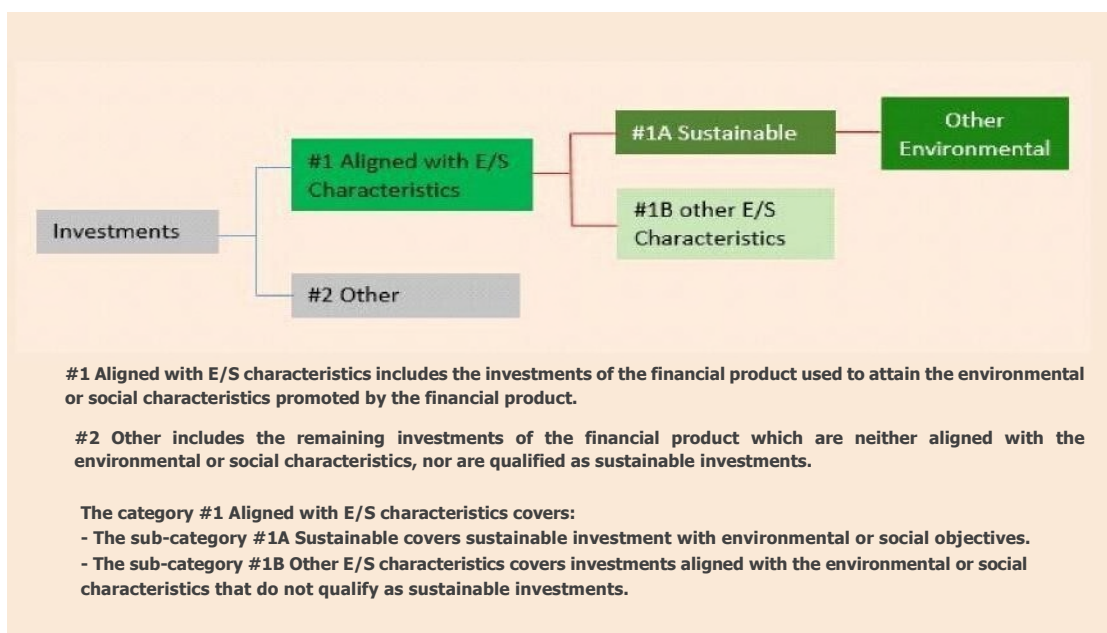 Investments
#1 Aligned with E/S
Characteristics
#2 Other
#1A Sustainable
#1B other E/S
Characteristics
Other
Environmental
#1 Aligned with E/S characteristics includes the investments of the financial product used to attain the environmental
or social characteristics promoted by the financial product.
#2 Other includes the remaining investments of the financial product which are neither aligned with the
environmental or social characteristics, nor are qualified as sustainable investments.
The category #1 Aligned with E/S characteristics covers:
- The sub-category #1A Sustainable covers sustainable investment with environmental or social objectives.
- The sub-category #1B Other E/S characteristics covers investments aligned with the environmental or social
characteristics that do not qualify as sustainable investments.